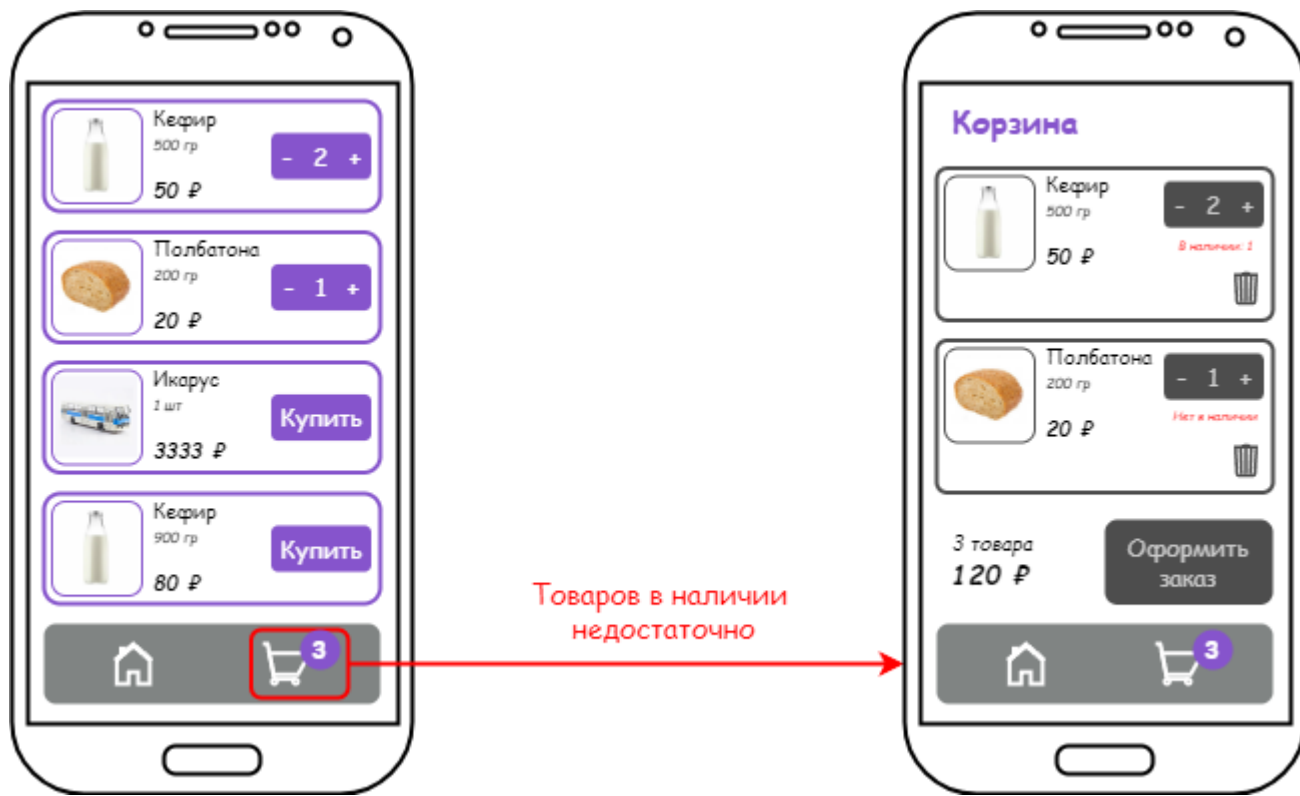 Кефир
500 гр
50 ₽
- 2 +
Полбатона
200 гр
20 ₽
- 1 +
Икарус
1 шт
3333 ₽
Купить
Кефир
900 гр
80 ₽
Купить
3
Товаров в наличии
недостаточно
Корзина
Кефир
500 гр
50 ₽
- 2 +
В наличии: 1
Полбатона
200 гр
20 ₽
- 1 +
Нет в наличии
3 товара
120 ₽
Оформить
заказ
3